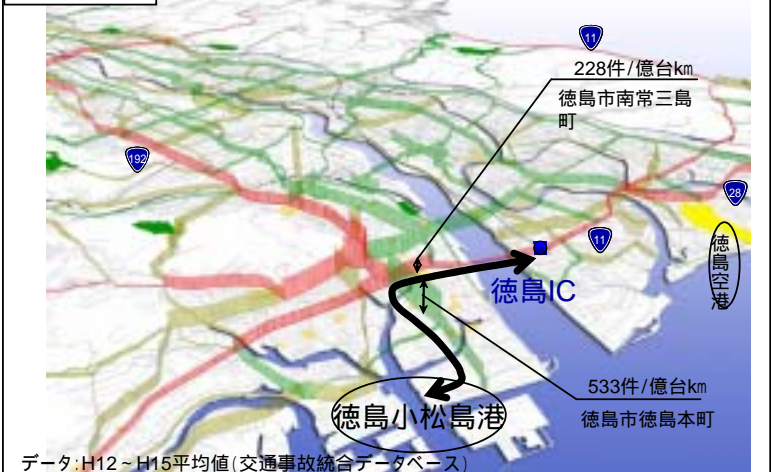 11
228件/億台km
徳島市南常三島
町
192
28
11
徳島空港
徳島IC
533件/億台km
徳島市徳島本町
徳島小松島港
データ:H12~H15平均値(交通事故統合データベース)